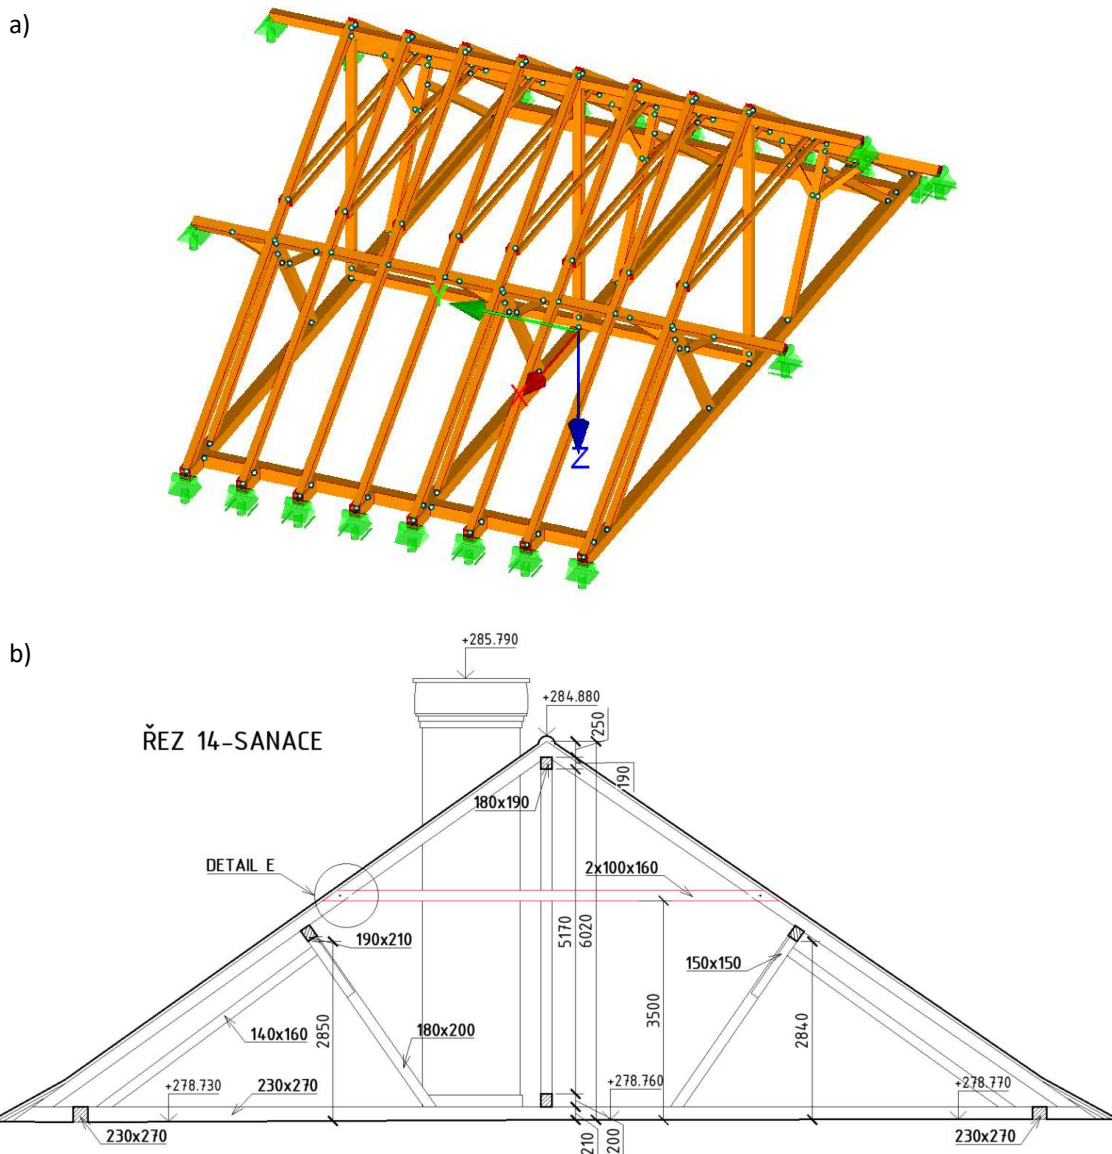 a)
Y
X
Z
b)
+285.790
+284.880
ŘEZ 14-SANACE
250
190
180x190
DETAIL E
2x100x160
5170
6020
190x210
150x150
3500
2850
2840
140x160
180x200
+278.730
230x270
+278.760
+278.770
230x270
210
200
230x270